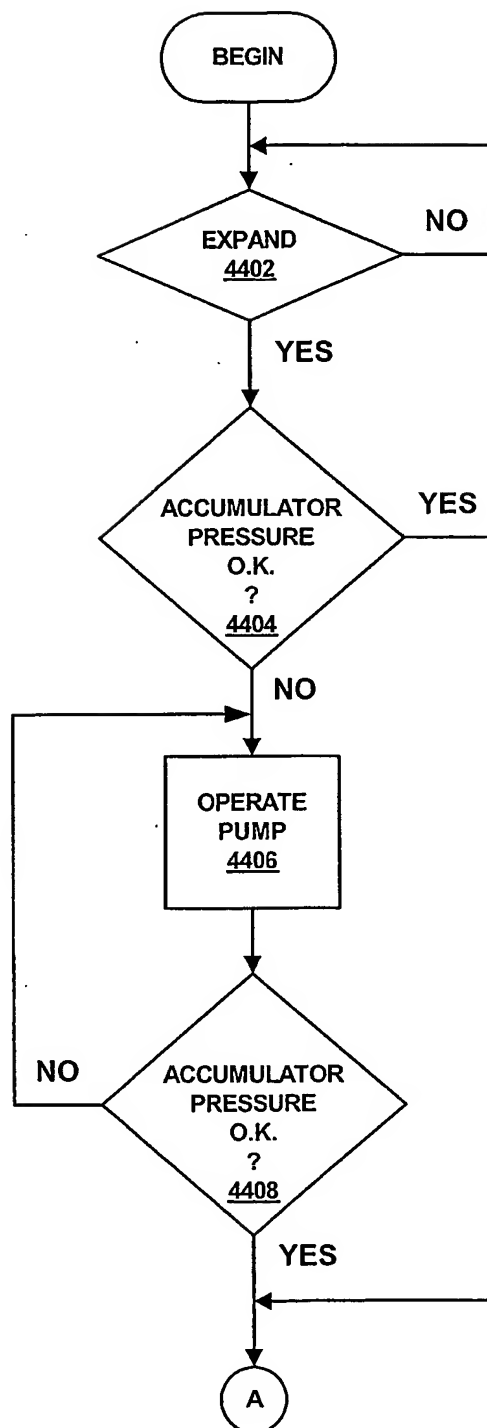 BEGIN
EXPAND
4402
NO
YES
ACCUMULATOR
PRESSURE
O.K.
?
4404
YES
NO
OPERATE
PUMP
4406
ACCUMULATOR
PRESSURE
O.K.
?
4408
NO
YES
A